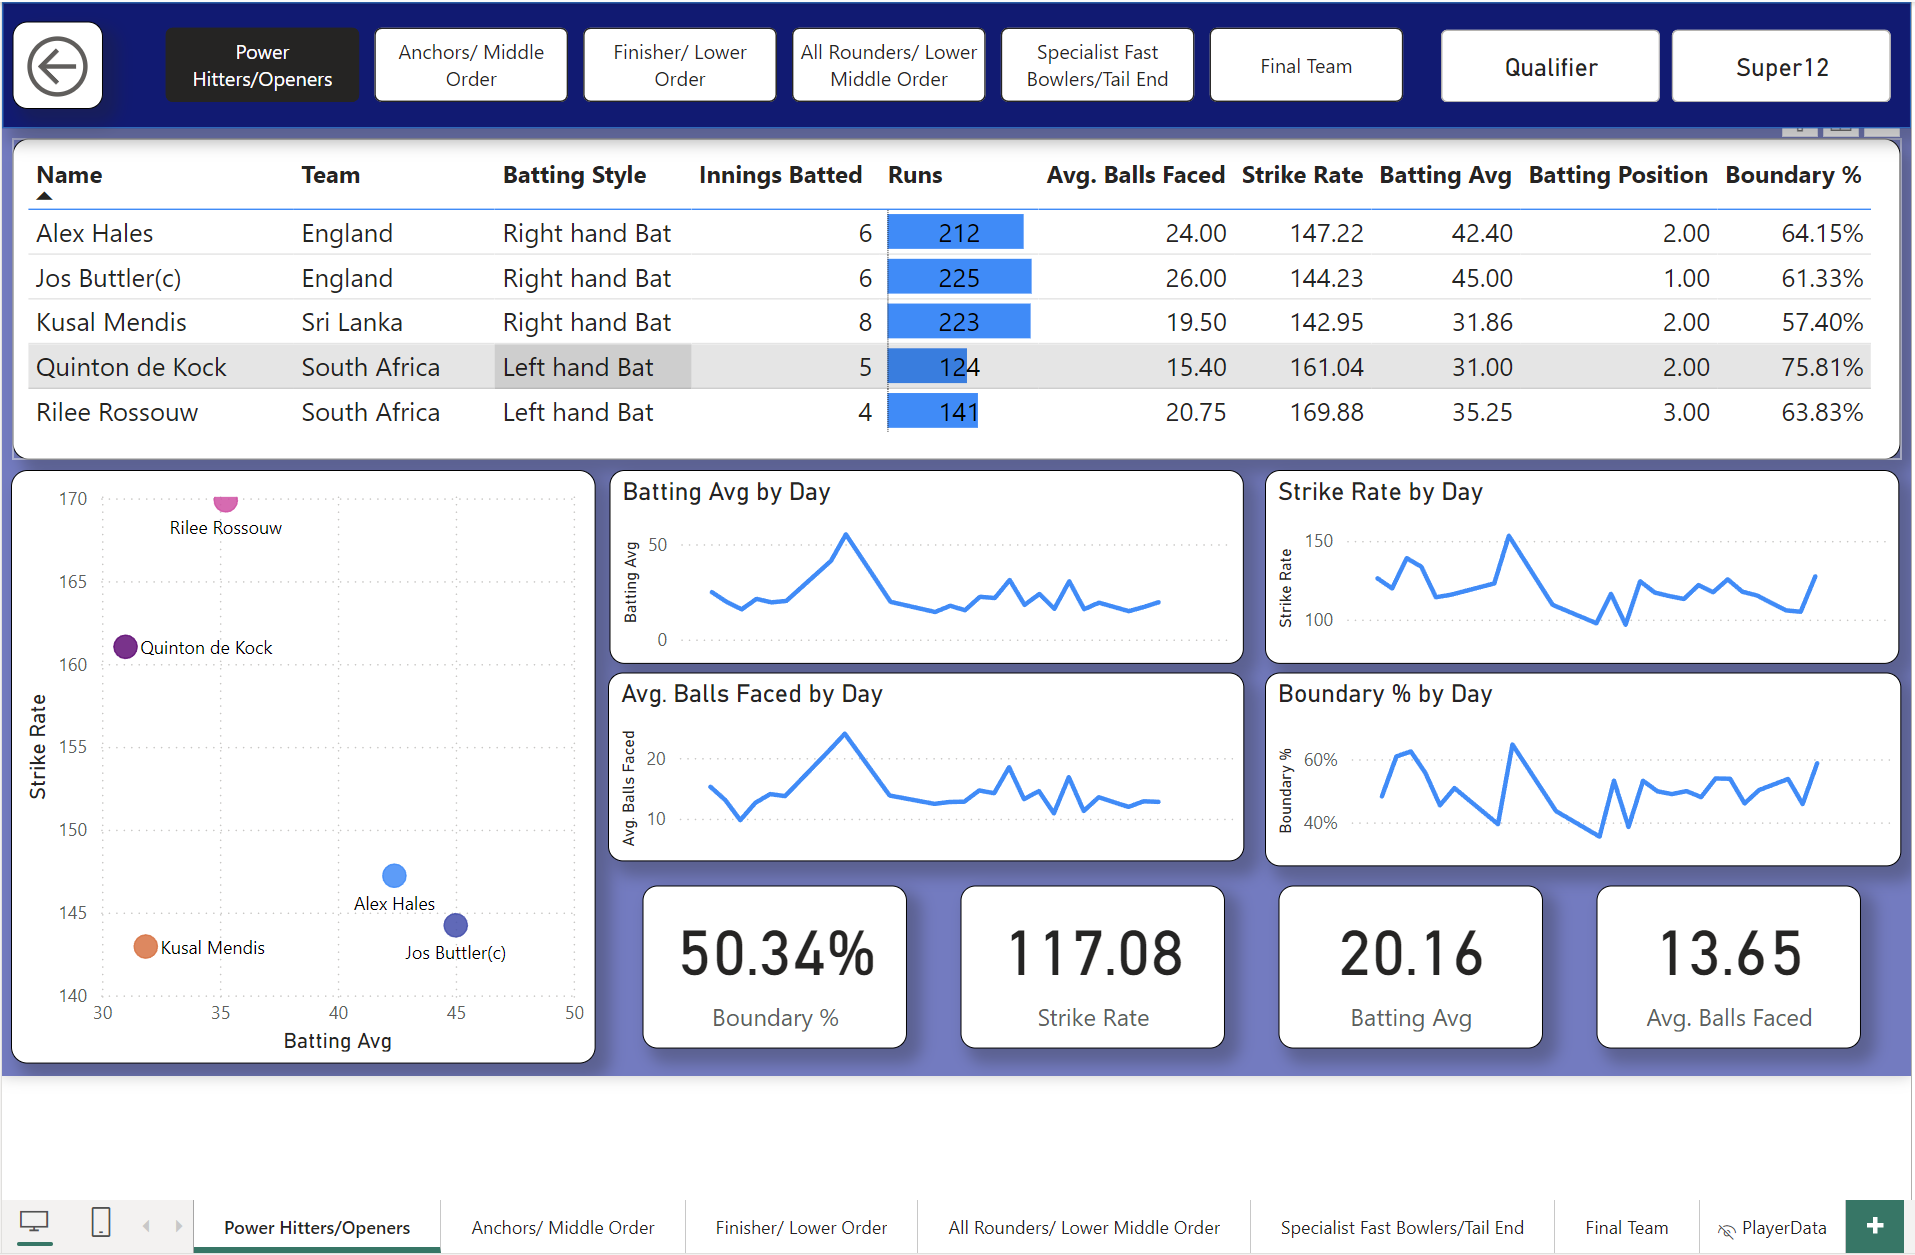 Power Hitters/Openers
Anchors/ Middle Order
Finisher/ Lower Order
All Rounders/ Lower Middle Order
Specialist Fast Bowlers/Tail End
Final Team
Qualifier
Super12
Name Team Batting Style Innings Batted Runs Avg. Balls Faced Strike Rate Batting Avg Batting Position Boundary %
Alex Hales England Right hand Bat 6 212 24.00 147.22 42.40 2.00 64.15%
Jos Buttler(c) England Right hand Bat 6 225 26.00 144.23 45.00 1.00 61.33%
Kusal Mendis Sri Lanka Right hand Bat 8 223 19.50 142.95 31.86 2.00 57.40%
Quinton de Kock South Africa Left hand Bat 5 124 15.40 161.04 31.00 2.00 75.81%
Rilee Rossouw South Africa Left hand Bat 4 141 20.75 169.88 35.25 3.00 63.83%
Strike Rate
170
165
160
155
150
145
140
Rilee Rossouw
Quinton de Kock
Alex Hales
Jos Buttler(c)
Kusal Mendis
30 35 40 45 50
Batting Avg
Batting Avg by Day
Batting Avg
50
0
Strike Rate by Day
Strike Rate
150
100
Avg. Balls Faced by Day
Avg. Balls Faced
20
10
Boundary % by Day
Boundary %
60%
40%
50.34%
Boundary %
117.08
Strike Rate
20.16
Batting Avg
13.65
Avg. Balls Faced
Power Hitters/Openers
Anchors/ Middle Order
Finisher/ Lower Order
All Rounders/ Lower Middle Order
Specialist Fast Bowlers/Tail End
Final Team
PlayerData
+